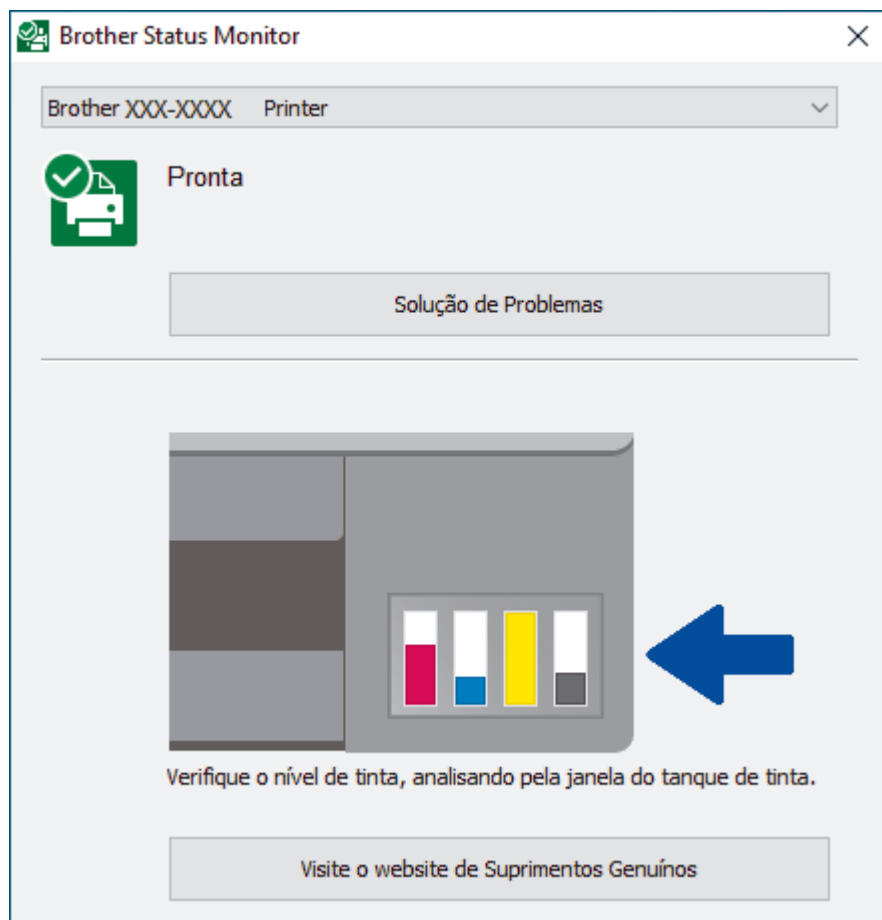 Brother Status Monitor
Brother XXX-XXXX Printer
Pronta
Solução de Problemas
Verifique o nível de tinta, analisando pela janela do tanque de tinta.
Visite o website de Suprimentos Genuínos